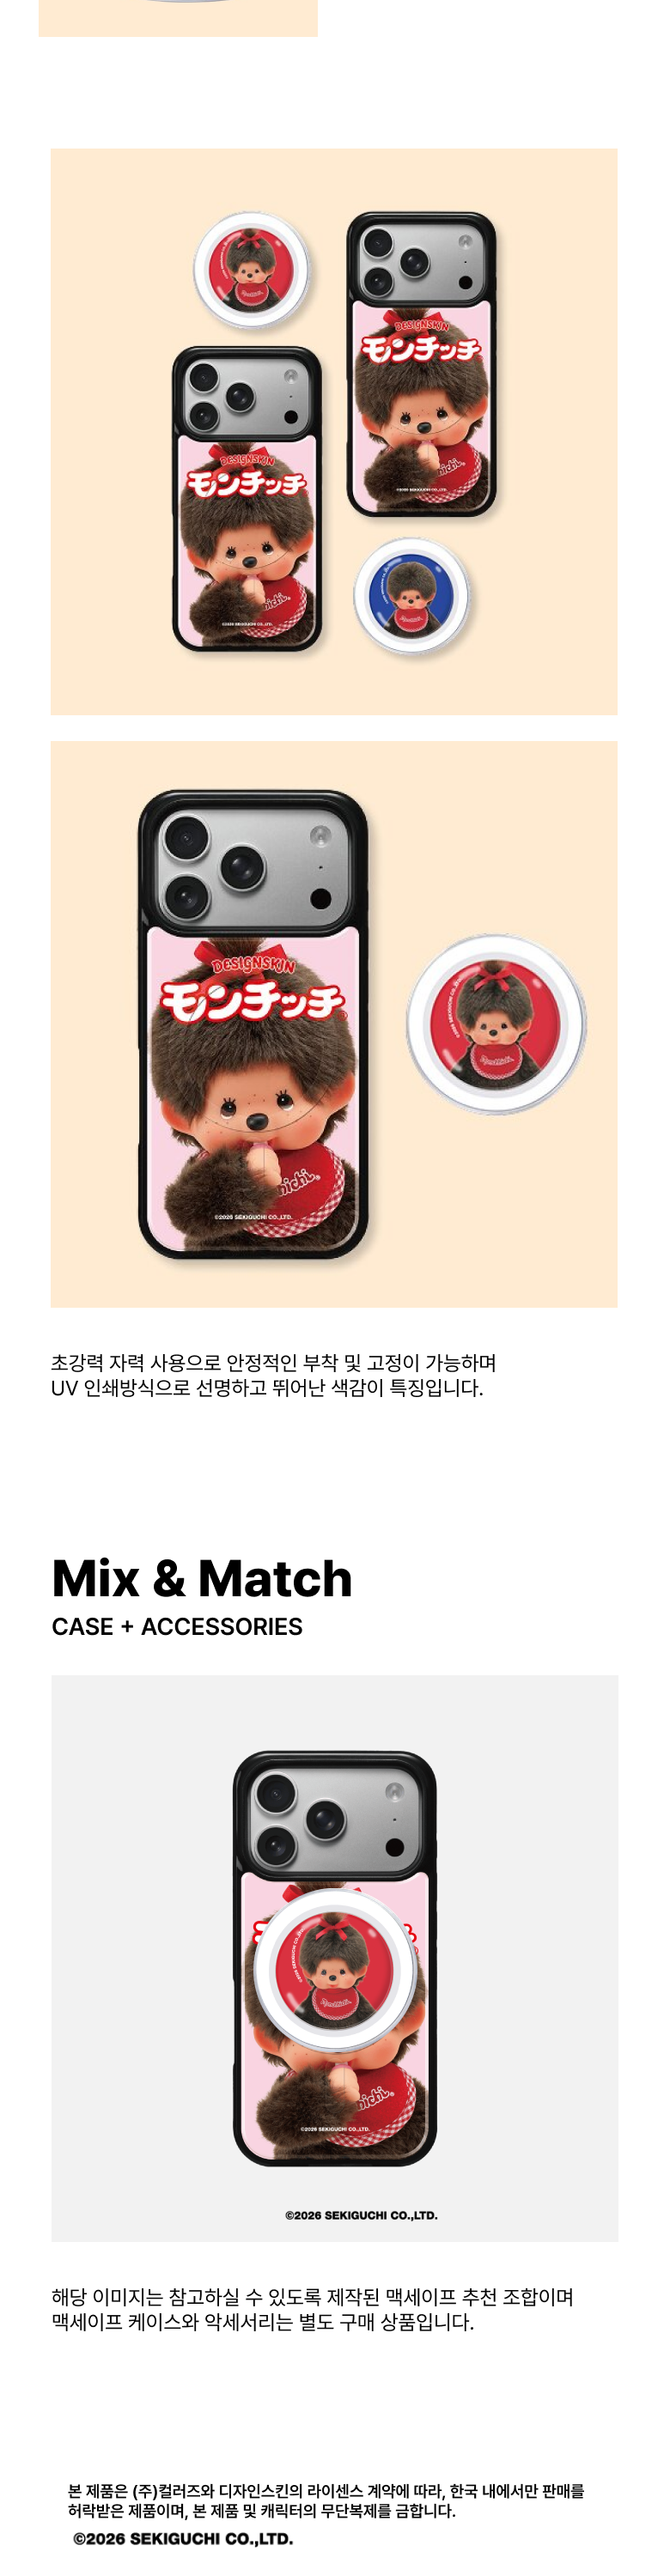 DESIGNSKIN
モンチッチ
DESIGNSKIN
モンチッチ
©2026 SEKIGUCHI CO.,LTD.
DESIGNSKIN
モンチッチ
©2026 SEKIGUCHI CO.,LTD.
초강력 자력 사용으로 안정적인 부착 및 고정이 가능하며
UV 인쇄방식으로 선명하고 뛰어난 색감이 특징입니다.
Mix & Match
CASE + ACCESSORIES
©2026 SEKIGUCHI CO.,LTD.
©2026 SEKIGUCHI CO.,LTD.
해당 이미지는 참고하실 수 있도록 제작된 맥세이프 추천 조합이며
맥세이프 케이스와 악세서리는 별도 구매 상품입니다.
본 제품은 (주)컬러즈와 디자인스킨의 라이센스 계약에 따라, 한국 내에서만 판매를
허락받은 제품이며, 본 제품 및 캐릭터의 무단복제를 금합니다.
©2026 SEKIGUCHI CO.,LTD.